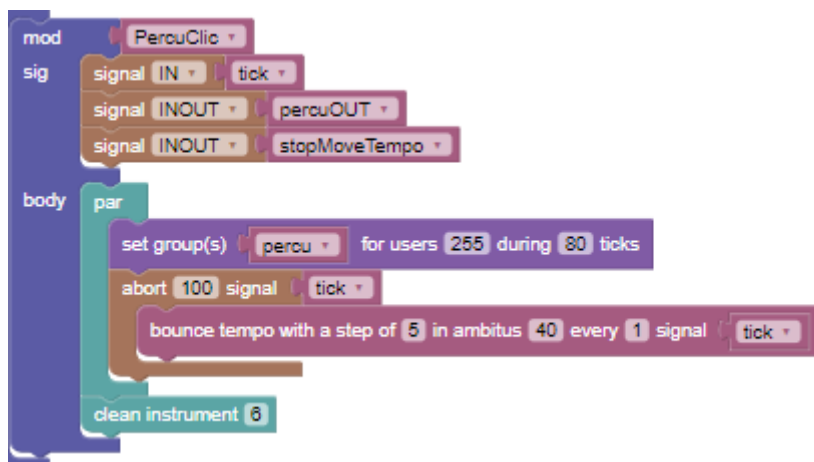 mod PercuClic
sig signal IN tick
signal INOUT percuOUT
signal INOUT stopMoveTempo
body par
set group(s) percu for users 255 during 80 ticks
abort 100 signal tick
bounce tempo with a step of 5 in ambitus 40 every 1 signal tick
clean instrument 6